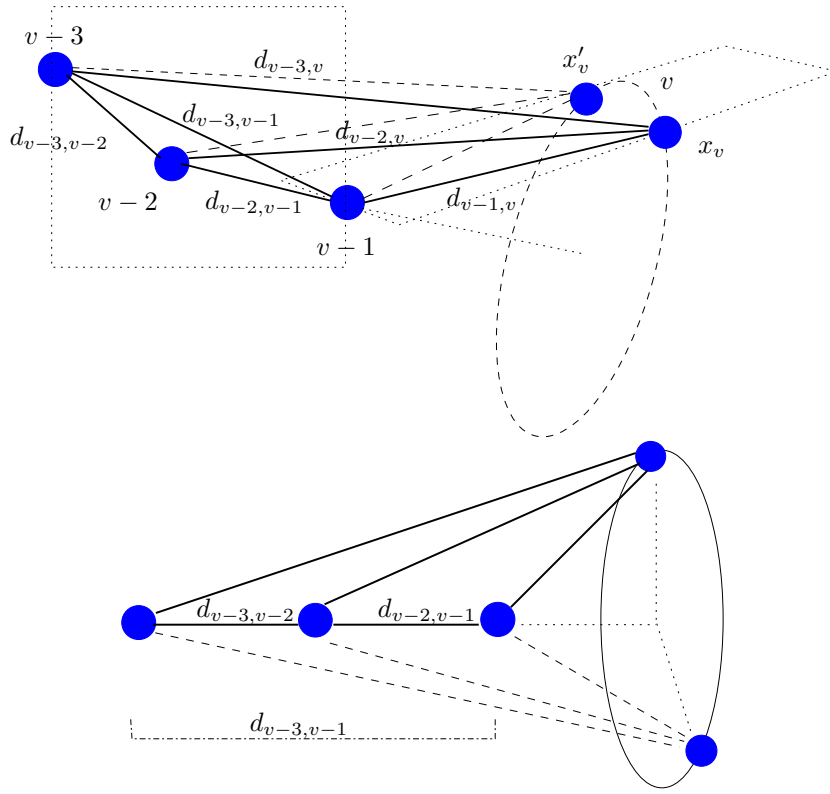 v − 3
d_{v−3,v}
x′_v
v
d_{v−3,v−1}
d_{v−3,v−2}
d_{v−2,v}
x_v
v − 2
d_{v−2,v−1}
d_{v−1,v}
v − 1
d_{v−3,v−2}
d_{v−2,v−1}
d_{v−3,v−1}